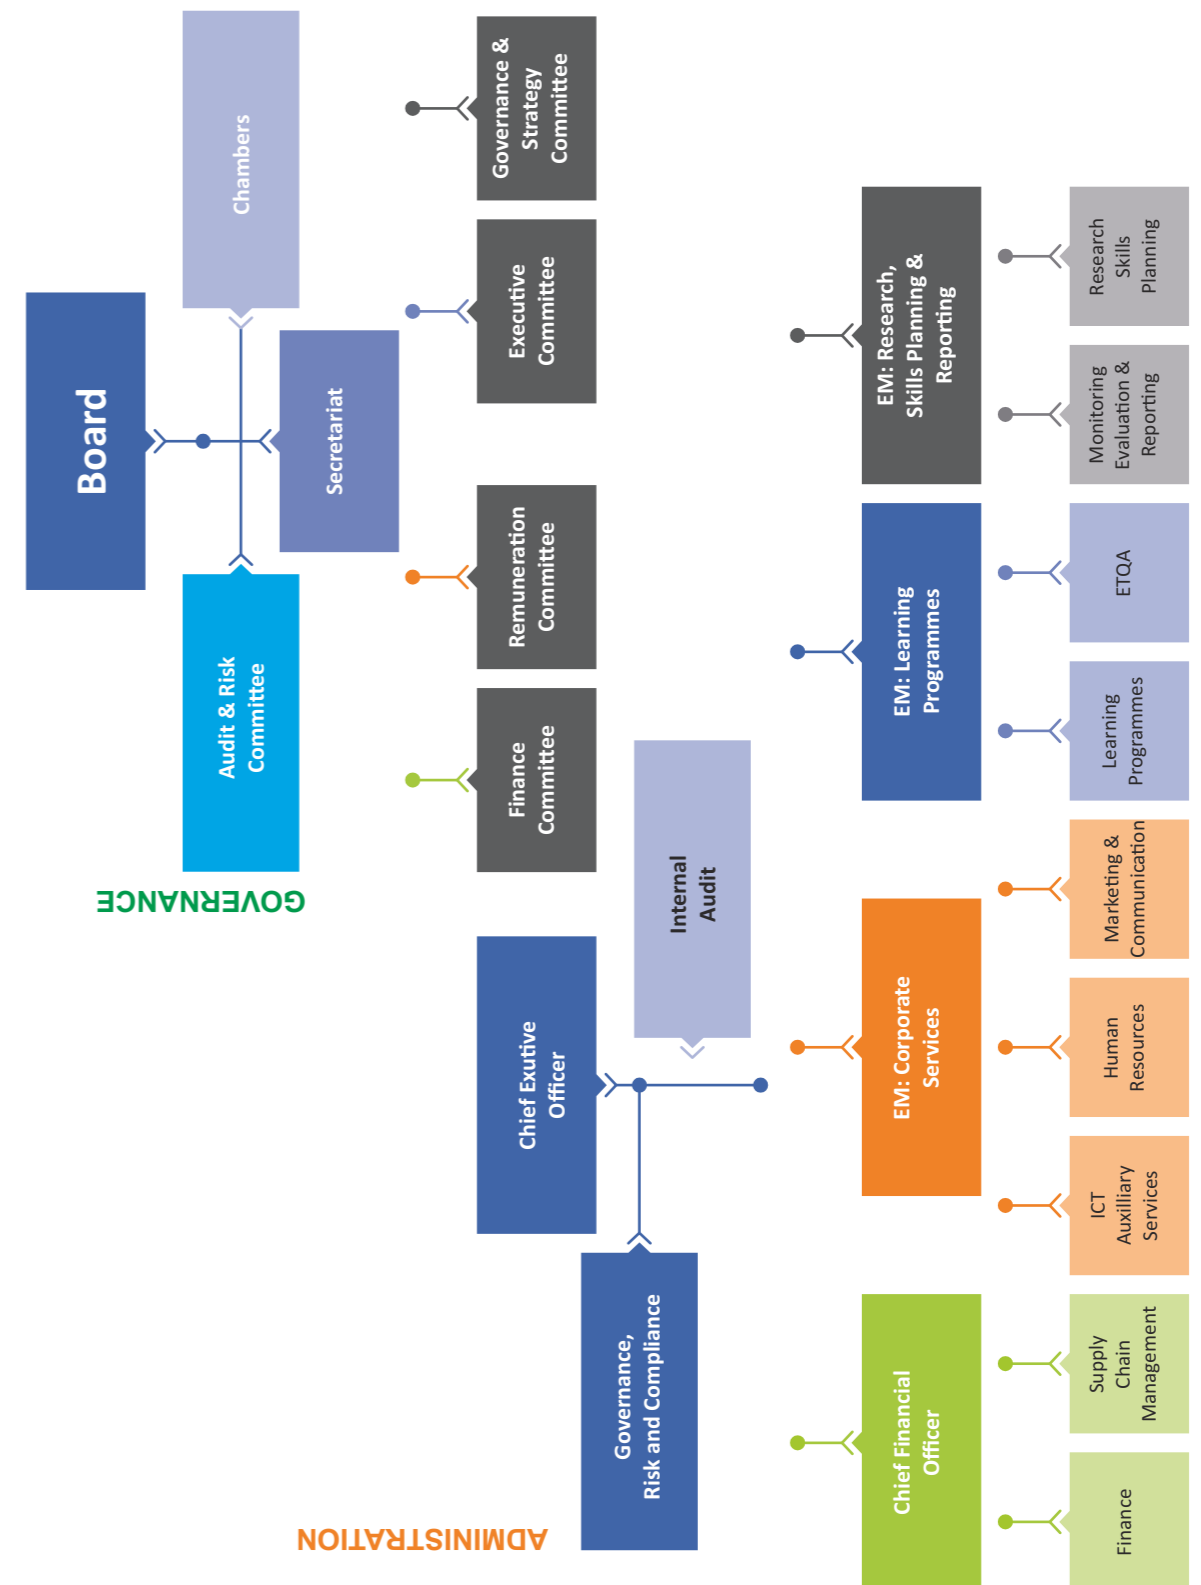 GOVERNANCE
Board
Audit & Risk
Committee
Chambers
Secretariat
Finance
Committee
Remuneration
Committee
Executive
Committee
Governance &
Strategy
Committee
ADMINISTRATION
Chief Exutive
Officer
Governance,
Risk and Compliance
Internal
Audit
Chief Financial
Officer
EM: Corporate
Services
EM: Learning
Programmes
EM: Research,
Skills Planning &
Reporting
Finance
Supply
Chain
Management
ICT
Auxilliary
Services
Human
Resources
Marketing &
Communication
Learning
Programmes
ETQA
Monitoring
Evaluation &
Reporting
Research
Skills
Planning